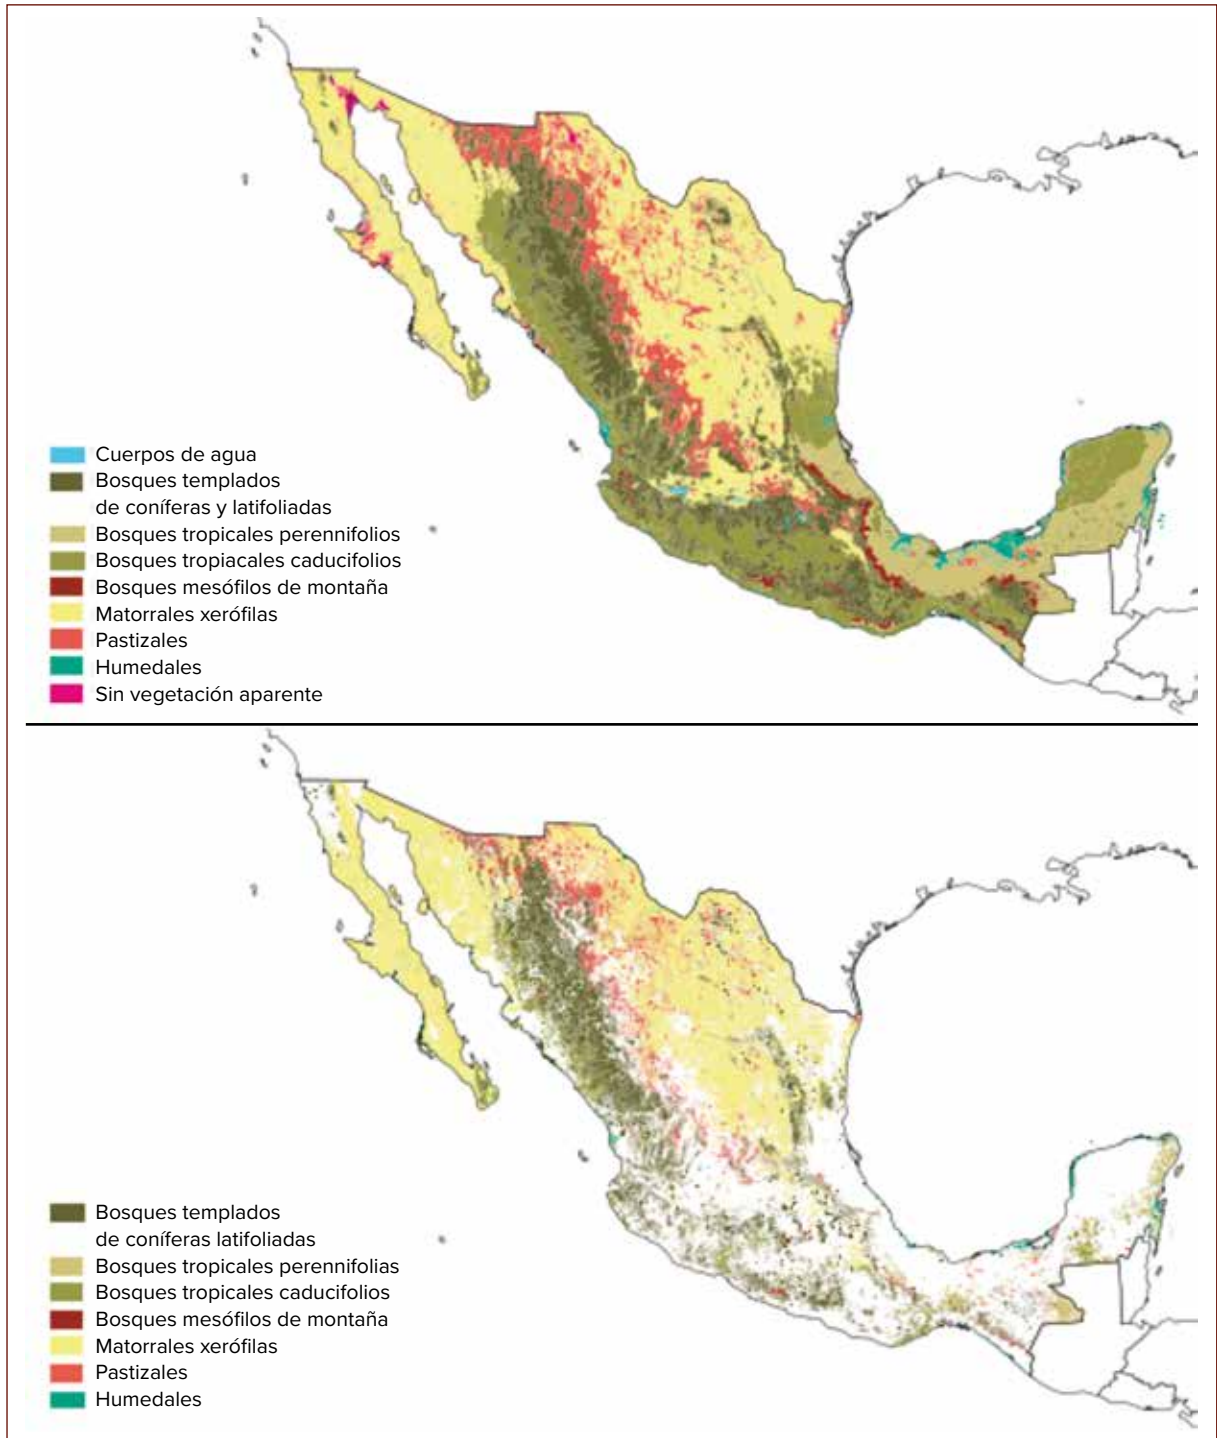 Cuerpos de agua
Bosques templados
de coníferas y latifoliadas
Bosques tropicales perennifolios
Bosques tropiacales caducifolios
Bosques mesófilos de montaña
Matorrales xerófilas
Pastizales
Humedales
Sin vegetación aparente
Bosques templados
de coníferas latifoliadas
Bosques tropicales perennifolias
Bosques tropicales caducifolios
Bosques mesófilos de montaña
Matorrales xerófilas
Pastizales
Humedales